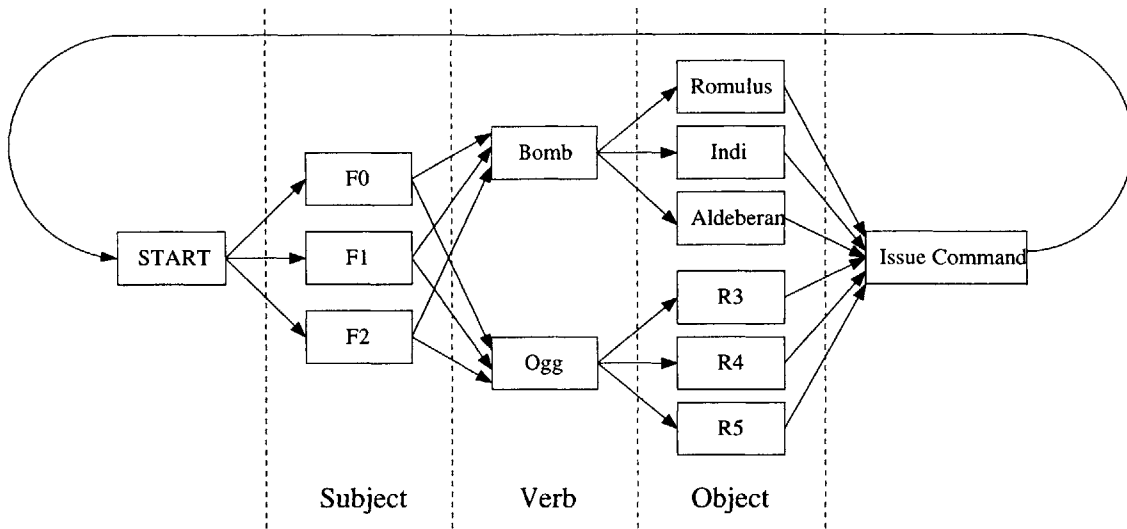 START
F0
F1
F2
Bomb
Ogg
Romulus
Indi
Aldeberan
R3
R4
R5
Issue Command
Subject
Verb
Object